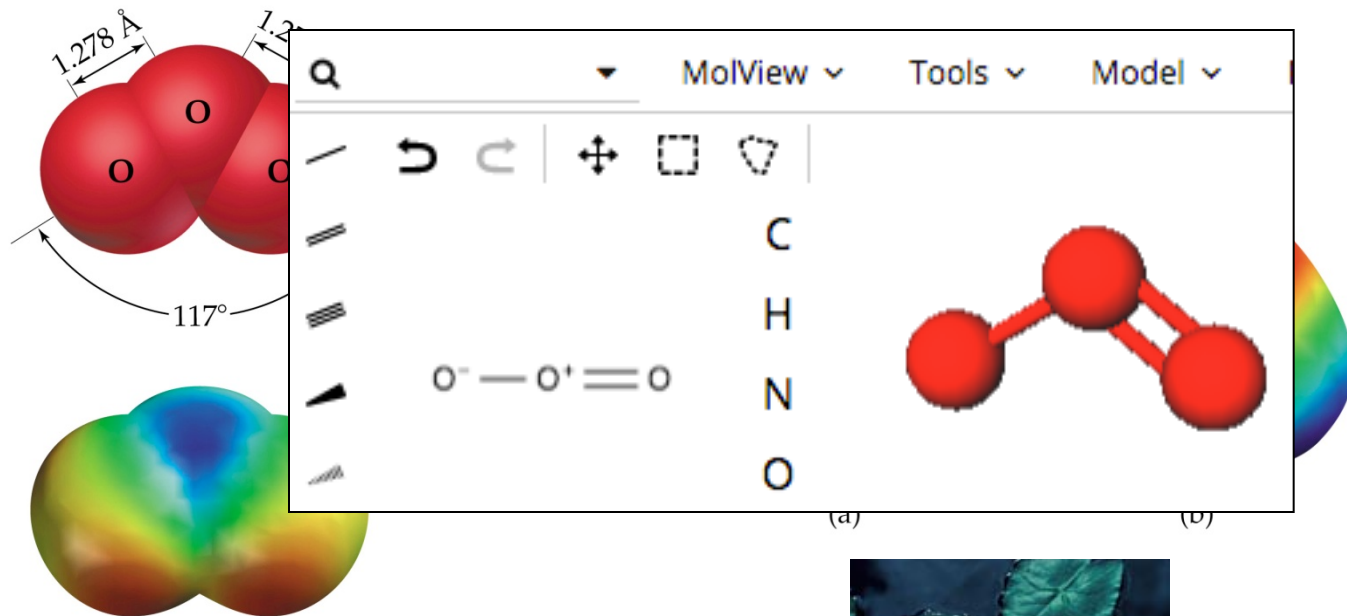 1.278 Å
O
O
O
117°
MolView Tools Model
C
H
N
O
O⁻ — O⁺ = O
(a) (b)